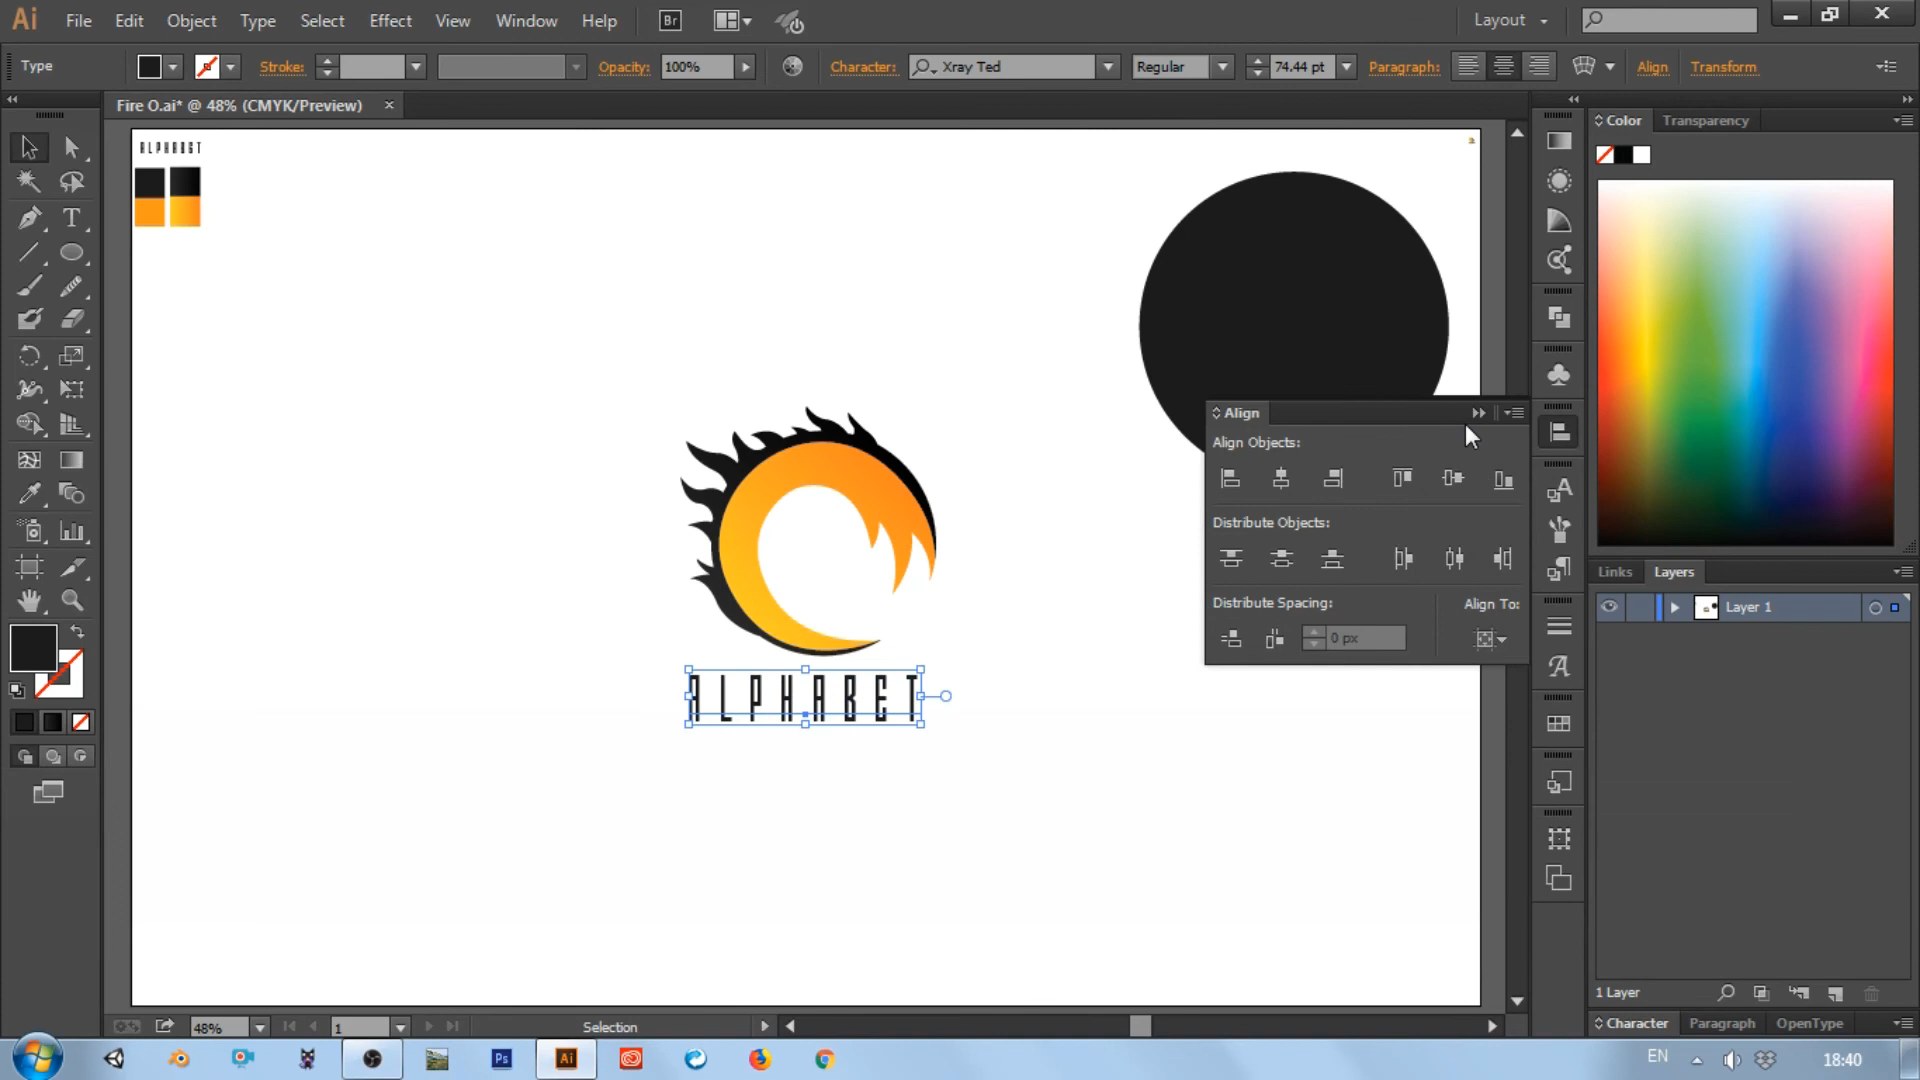 Ai File Edit Object Type Select Effect View Window Help Br Layout
Type Stroke: Opacity: 100% Character: Xray Ted Regular 74.44 pt Paragraph: Align Transform
Fire O.ai* @ 48% (CMYK/Preview)
Color Transparency
ALPHABET
Align
Align Objects:
Distribute Objects:
Distribute Spacing: Align To:
0 px
Links Layers
Layer 1
ALPHABET
1 Layer
48% 1 Selection
Character Paragraph OpenType
Ps Ai EN 18:40